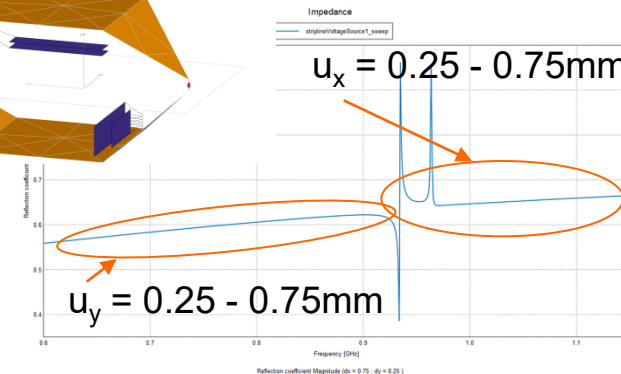 Impedance
striplineVoltageSource1_sweep
ux = 0.25 - 0.75mm
Reflection coefficient
0.7
0.6
0.5
0.4
uy = 0.25 - 0.75mm
0.6 0.7 0.8 0.9 1.0 1.1
Frequency [GHz]
Reflection coefficient Magnitude (dx = 0.75 ; dy = 0.25 )